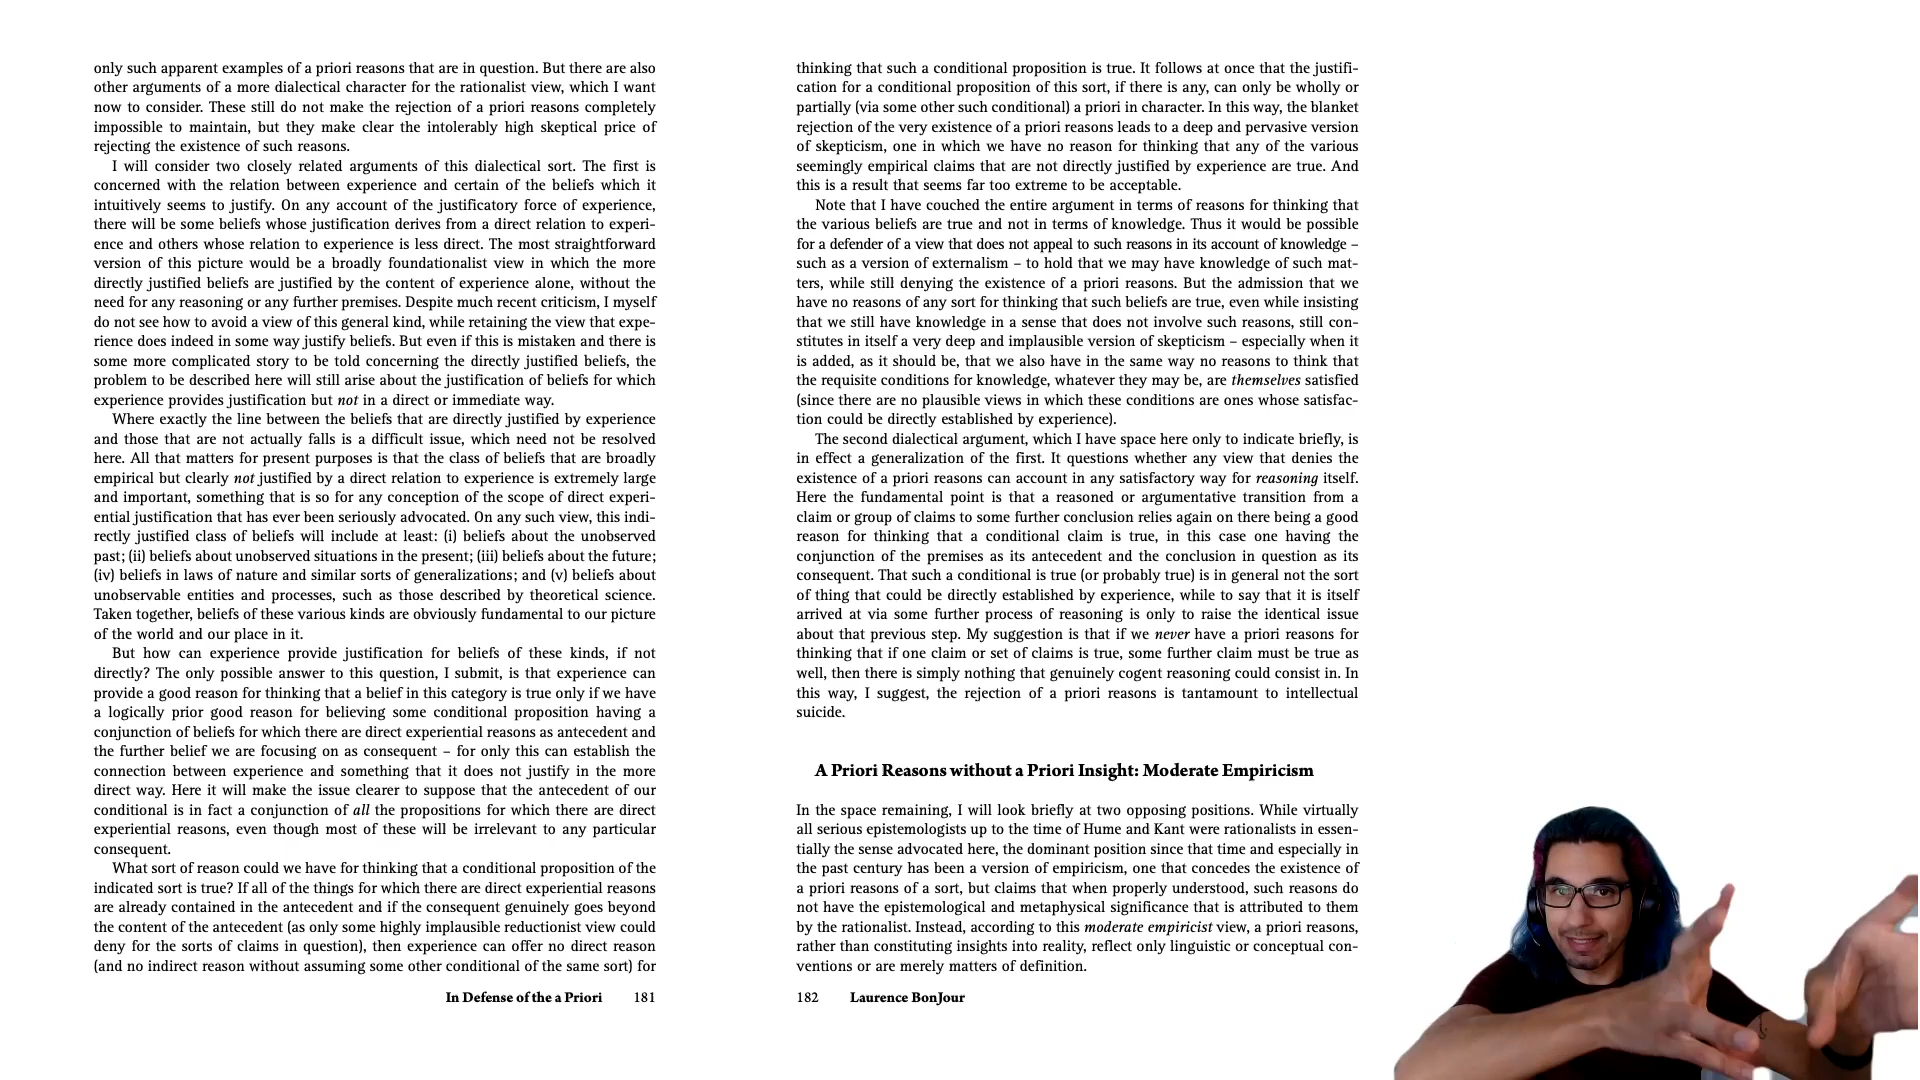 only such apparent examples of a priori reasons that are in question. But there are also
other arguments of a more dialectical character for the rationalist view, which I want
now to consider. These still do not make the rejection of a priori reasons completely
impossible to maintain, but they make clear the intolerably high skeptical price of
rejecting the existence of such reasons.
I will consider two closely related arguments of this dialectical sort. The first is
concerned with the relation between experience and certain of the beliefs which it
intuitively seems to justify. On any account of the justificatory force of experience,
there will be some beliefs whose justification derives from a direct relation to experi-
ence and others whose relation to experience is less direct. The most straightforward
version of this picture would be a broadly foundationalist view in which the more
directly justified beliefs are justified by the content of experience alone, without the
need for any reasoning or any further premises. Despite much recent criticism, I myself
do not see how to avoid a view of this general kind, while retaining the view that expe-
rience does indeed in some way justify beliefs. But even if this is mistaken and there is
some more complicated story to be told concerning the directly justified beliefs, the
problem to be described here will still arise about the justification of beliefs for which
experience provides justification but not in a direct or immediate way.
Where exactly the line between the beliefs that are directly justified by experience
and those that are not actually falls is a difficult issue, which need not be resolved
here. All that matters for present purposes is that the class of beliefs that are broadly
empirical but clearly not justified by a direct relation to experience is extremely large
and important, something that is so for any conception of the scope of direct experi-
ential justification that has ever been seriously advocated. On any such view, this indi-
rectly justified class of beliefs will include at least: (i) beliefs about the unobserved
past; (ii) beliefs about unobserved situations in the present; (iii) beliefs about the future;
(iv) beliefs in laws of nature and similar sorts of generalizations; and (v) beliefs about
unobservable entities and processes, such as those described by theoretical science.
Taken together, beliefs of these various kinds are obviously fundamental to our picture
of the world and our place in it.
But how can experience provide justification for beliefs of these kinds, if not
directly? The only possible answer to this question, I submit, is that experience can
provide a good reason for thinking that a belief in this category is true only if we have
a logically prior good reason for believing some conditional proposition having a
conjunction of beliefs for which there are direct experiential reasons as antecedent and
the further belief we are focusing on as consequent – for only this can establish the
connection between experience and something that it does not justify in the more
direct way. Here it will make the issue clearer to suppose that the antecedent of our
conditional is in fact a conjunction of all the propositions for which there are direct
experiential reasons, even though most of these will be irrelevant to any particular
consequent.
What sort of reason could we have for thinking that a conditional proposition of the
indicated sort is true? If all of the things for which there are direct experiential reasons
are already contained in the antecedent and if the consequent genuinely goes beyond
the content of the antecedent (as only some highly implausible reductionist view could
deny for the sorts of claims in question), then experience can offer no direct reason
(and no indirect reason without assuming some other conditional of the same sort) for
In Defense of the a Priori 181
thinking that such a conditional proposition is true. It follows at once that the justifi-
cation for a conditional proposition of this sort, if there is any, can only be wholly or
partially (via some other such conditional) a priori in character. In this way, the blanket
rejection of the very existence of a priori reasons leads to a deep and pervasive version
of skepticism, one in which we have no reason for thinking that any of the various
seemingly empirical claims that are not directly justified by experience are true. And
this is a result that seems far too extreme to be acceptable.
Note that I have couched the entire argument in terms of reasons for thinking that
the various beliefs are true and not in terms of knowledge. Thus it would be possible
for a defender of a view that does not appeal to such reasons in its account of knowledge –
such as a version of externalism – to hold that we may have knowledge of such mat-
ters, while still denying the existence of a priori reasons. But the admission that we
have no reasons of any sort for thinking that such beliefs are true, even while insisting
that we still have knowledge in a sense that does not involve such reasons, still con-
stitutes in itself a very deep and implausible version of skepticism – especially when it
is added, as it should be, that we also have in the same way no reasons to think that
the requisite conditions for knowledge, whatever they may be, are themselves satisfied
(since there are no plausible views in which these conditions are ones whose satisfac-
tion could be directly established by experience).
The second dialectical argument, which I have space here only to indicate briefly, is
in effect a generalization of the first. It questions whether any view that denies the
existence of a priori reasons can account in any satisfactory way for reasoning itself.
Here the fundamental point is that a reasoned or argumentative transition from a
claim or group of claims to some further conclusion relies again on there being a good
reason for thinking that a conditional claim is true, in this case one having the
conjunction of the premises as its antecedent and the conclusion in question as its
consequent. That such a conditional is true (or probably true) is in general not the sort
of thing that could be directly established by experience, while to say that it is itself
arrived at via some further process of reasoning is only to raise the identical issue
about that previous step. My suggestion is that if we never have a priori reasons for
thinking that if one claim or set of claims is true, some further claim must be true as
well, then there is simply nothing that genuinely cogent reasoning could consist in. In
this way, I suggest, the rejection of a priori reasons is tantamount to intellectual
suicide.
A Priori Reasons without a Priori Insight: Moderate Empiricism
In the space remaining, I will look briefly at two opposing positions. While virtually
all serious epistemologists up to the time of Hume and Kant were rationalists in essen-
tially the sense advocated here, the dominant position since that time and especially in
the past century has been a version of empiricism, one that concedes the existence of
a priori reasons of a sort, but claims that when properly understood, such reasons do
not have the epistemological and metaphysical significance that is attributed to them
by the rationalist. Instead, according to this moderate empiricist view, a priori reasons,
rather than constituting insights into reality, reflect only linguistic or conceptual con-
ventions or are merely matters of definition.
182 Laurence BonJour